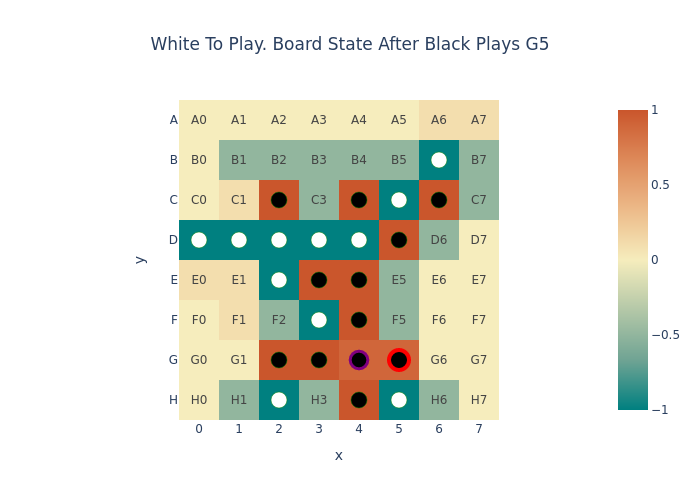 White To Play. Board State After Black Plays G5
A A0 A1 A2 A3 A4 A5 A6 A7
B B0 B1 B2 B3 B4 B5 B7
C C0 C1 C3 C7
D D6 D7
E E0 E1 E5 E6 E7
F F0 F1 F2 F5 F6 F7
G G0 G1 G6 G7
H H0 H1 H3 H6 H7
0 1 2 3 4 5 6 7
x
y
1
0.5
0
−0.5
−1